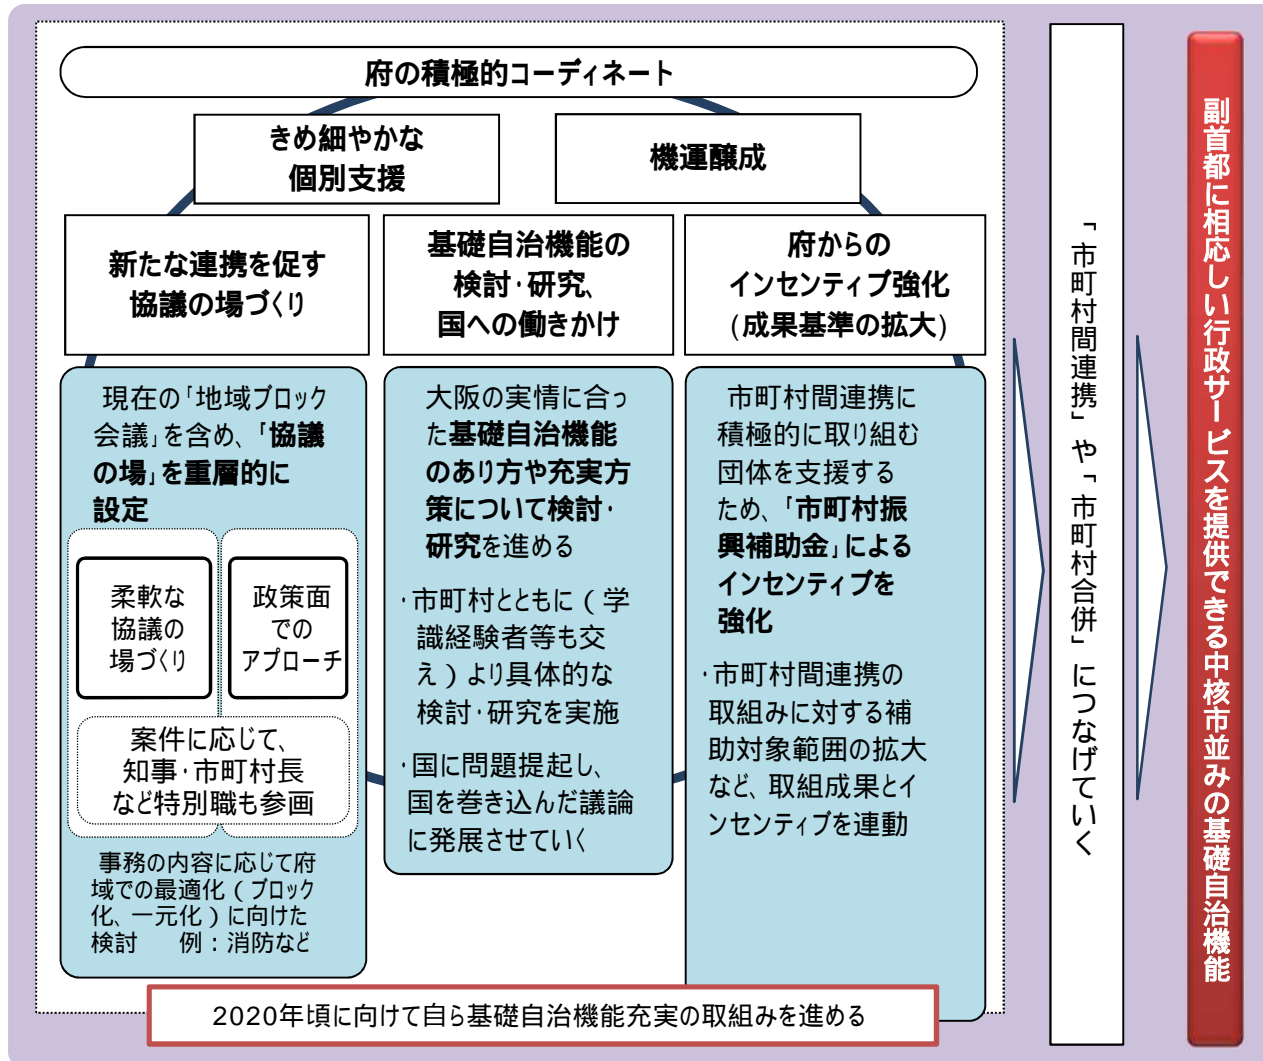 府の積極的コーディネート
きめ細やかな
個別支援
機運醸成
新たな連携を促す
協議の場づくり
基礎自治機能の
検討・研究、
国への働きかけ
府からの
インセンティブ強化
(成果基準の拡大)
現在の「地域ブロック
会議」を含め、「協議
の場」を重層的に
設定
柔軟な
協議の
場づくり
政策面
での
アプローチ
案件に応じて、
知事・市町村長
など特別職も参画
事務の内容に応じて府
域での最適化(ブロック
化、一元化)に向けた
検討　例：消防など
大阪の実情に合っ
た基礎自治機能
のあり方や充実方
策について検討・
研究を進める
・市町村とともに(学
識経験者等も交
え)より具体的な
検討・研究を実施
・国に問題提起し、
国を巻き込んだ議論
に発展させていく
市町村間連携に
積極的に取り組む
団体を支援する
ため、「市町村振
興補助金」による
インセンティブを
強化
・市町村間連携の
取組みに対する補
助対象範囲の拡大
など、取組成果とイ
ンセンティブを連動
2020年頃に向けて自ら基礎自治機能充実の取組みを進める
「市町村間連携」や「市町村合併」につなげていく
副首都に相応しい行政サービスを提供できる中核市並みの基礎自治機能